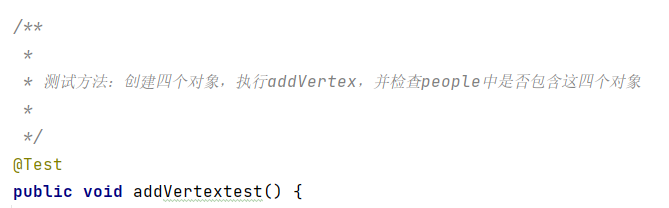 /**
 *
 * 测试方法：创建四个对象，执行addVertex，并检查people中是否包含这四个对象
 *
 */
@Test
public void addVertextest() {